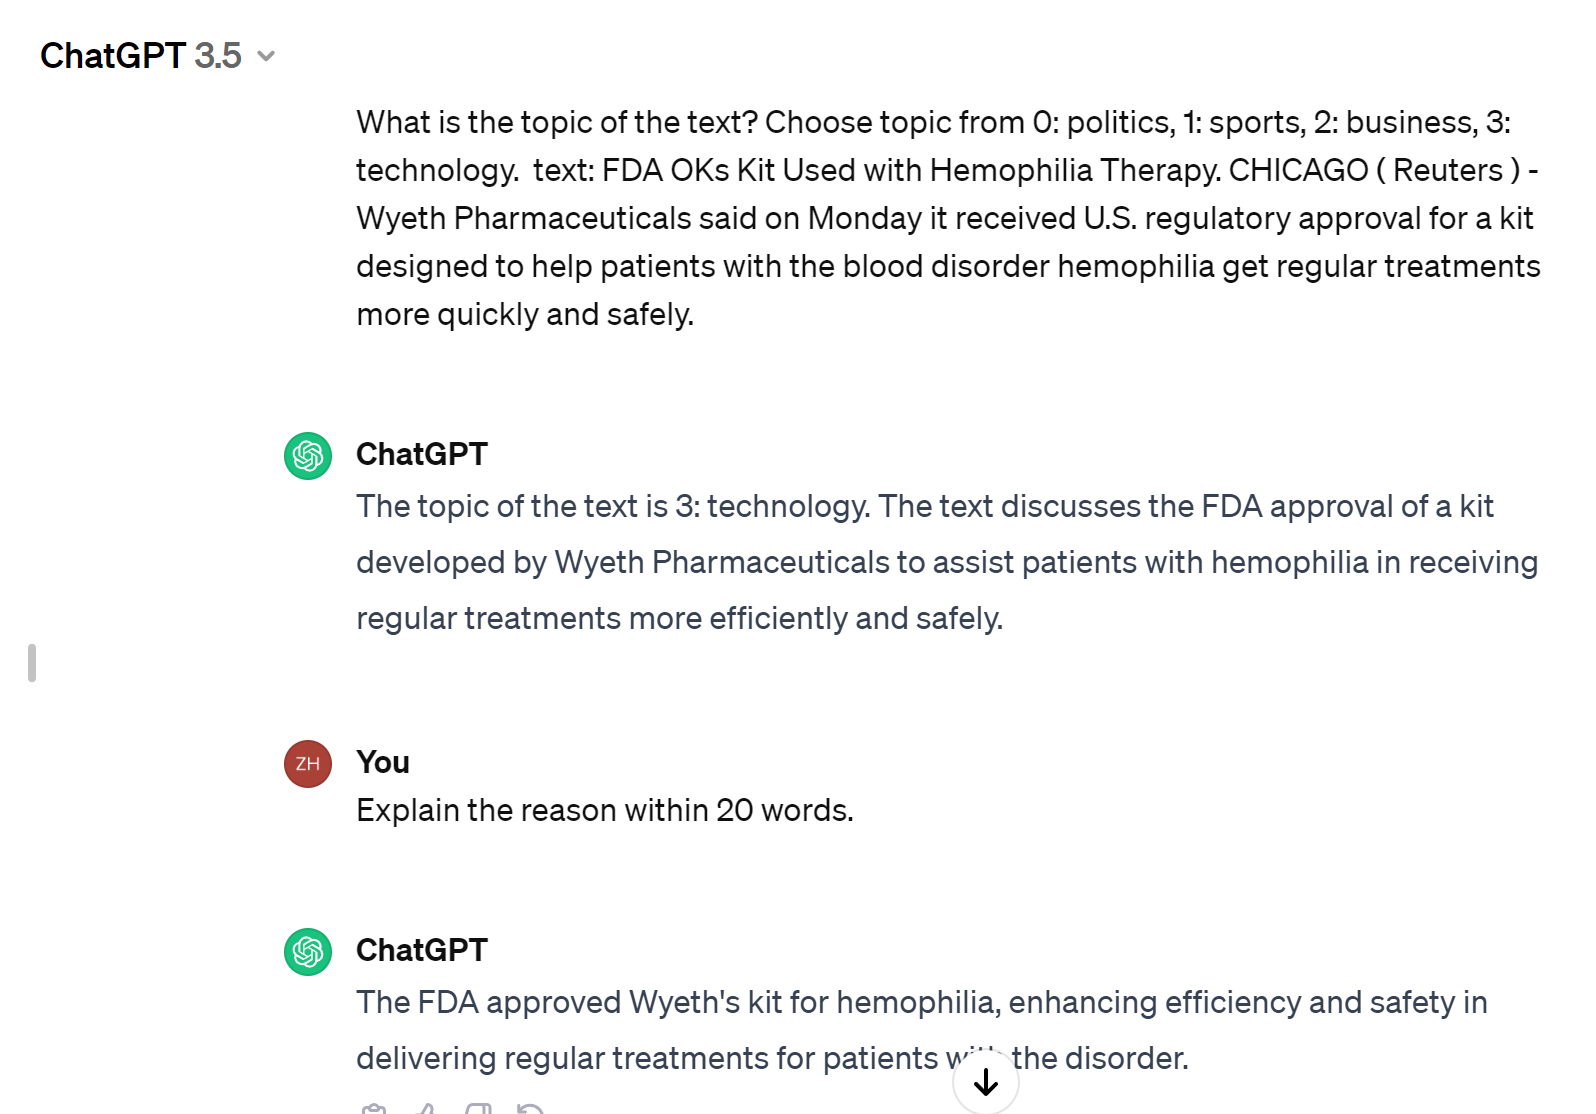 ChatGPT 3.5
What is the topic of the text? Choose topic from 0: politics, 1: sports, 2: business, 3:
technology.  text: FDA OKs Kit Used with Hemophilia Therapy. CHICAGO ( Reuters ) -
Wyeth Pharmaceuticals said on Monday it received U.S. regulatory approval for a kit
designed to help patients with the blood disorder hemophilia get regular treatments
more quickly and safely.
ChatGPT
The topic of the text is 3: technology. The text discusses the FDA approval of a kit
developed by Wyeth Pharmaceuticals to assist patients with hemophilia in receiving
regular treatments more efficiently and safely.
ZH
You
Explain the reason within 20 words.
ChatGPT
The FDA approved Wyeth's kit for hemophilia, enhancing efficiency and safety in
delivering regular treatments for patients with the disorder.